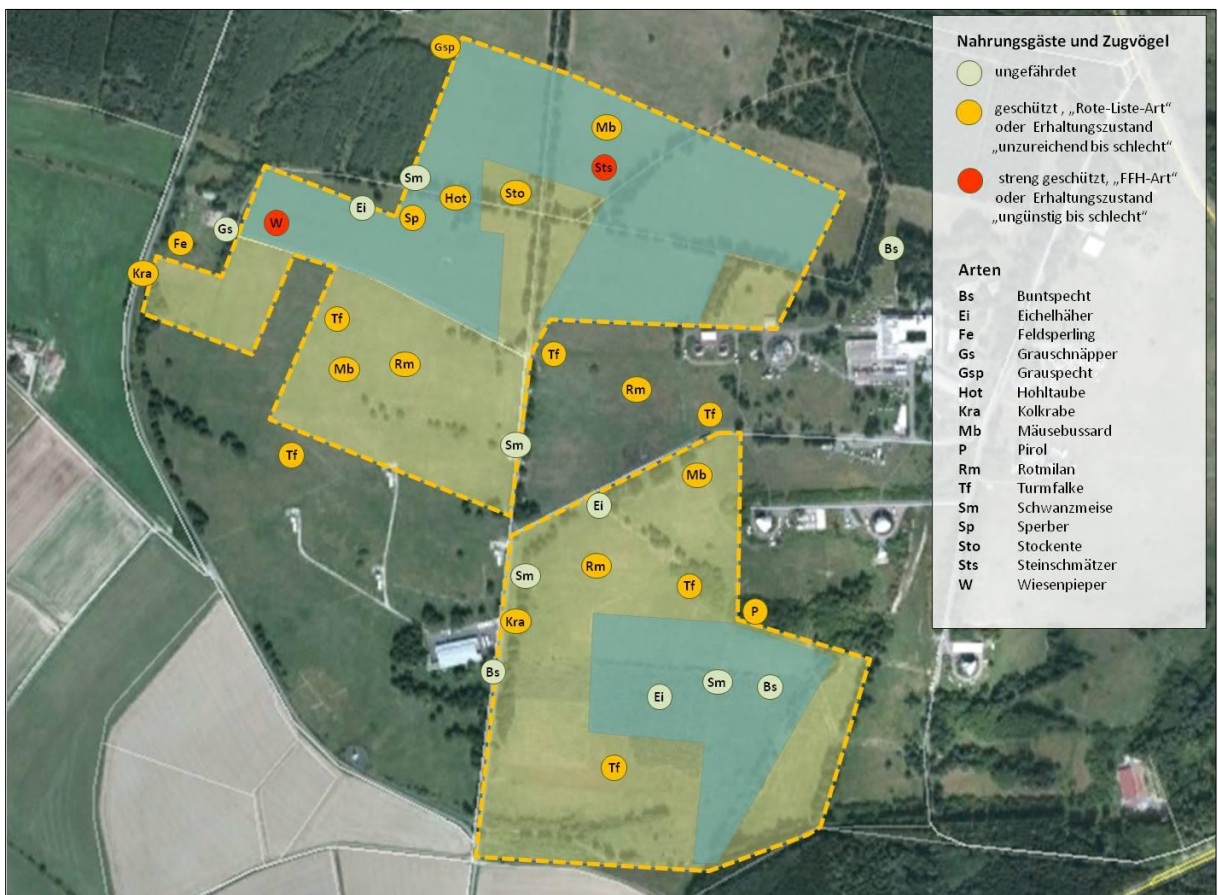 Nahrungsgäste und Zugvögel
ungefährdet
geschützt , „Rote-Liste-Art“
oder Erhaltungszustand
„unzureichend bis schlecht“
streng geschützt, „FFH-Art“
oder Erhaltungszustand
„ungünstig bis schlecht“
Arten
Bs Buntspecht
Ei Eichelhäher
Fe Feldsperling
Gs Grauschnäpper
Gsp Grauspecht
Hot Hohltaube
Kra Kolkrabe
Mb Mäusebussard
P Pirol
Rm Rotmilan
Tf Turmfalke
Sm Schwanzmeise
Sp Sperber
Sto Stockente
Sts Steinschmätzer
W Wiesenpieper
Gsp
Mb
Sts
Sm
Hot
Sto
Ei
Sp
W
Gs
Fe
Bs
Kra
Tf
Tf
Mb
Rm
Rm
Tf
Sm
Tf
Mb
Ei
Rm
Sm
Tf
P
Kra
Bs
Ei
Sm
Bs
Tf